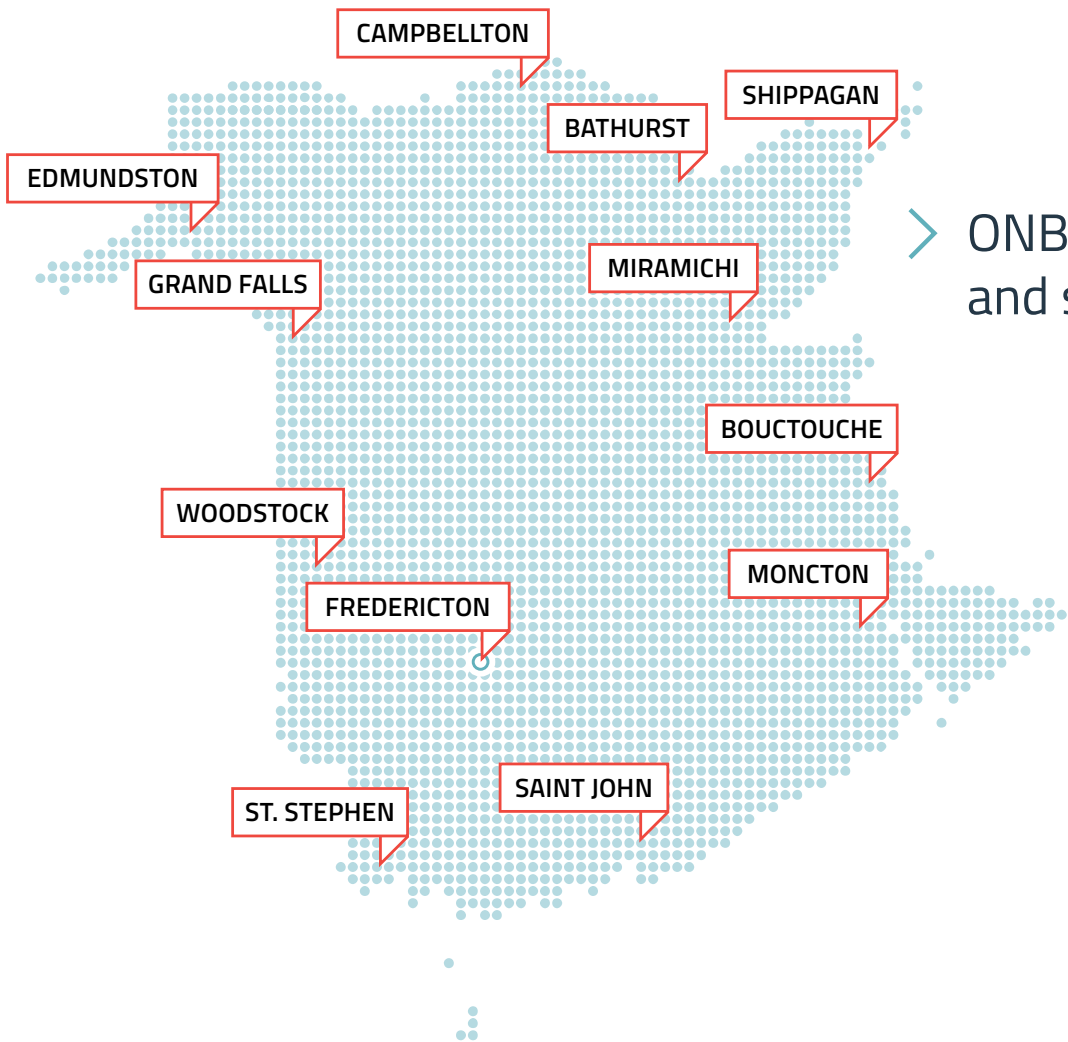 CAMPBELLTON
SHIPPAGAN
BATHURST
EDMUNDSTON
ONB
and s
MIRAMICHI
GRAND FALLS
BOUCTOUCHE
WOODSTOCK
MONCTON
FREDERICTON
SAINT JOHN
ST. STEPHEN